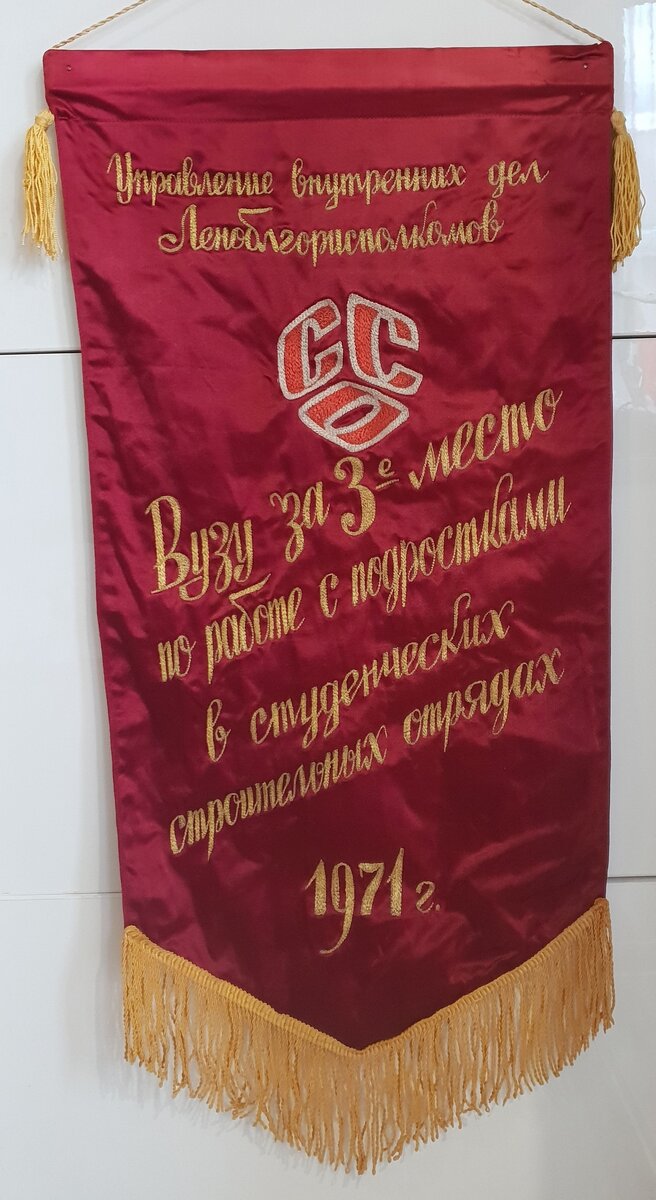 Управление внутренних дел
Леноблгорисполкомов
ССО
Вузу за 3е место
по работе с подростками
в студенческих
строительных отрядах
1971 г.